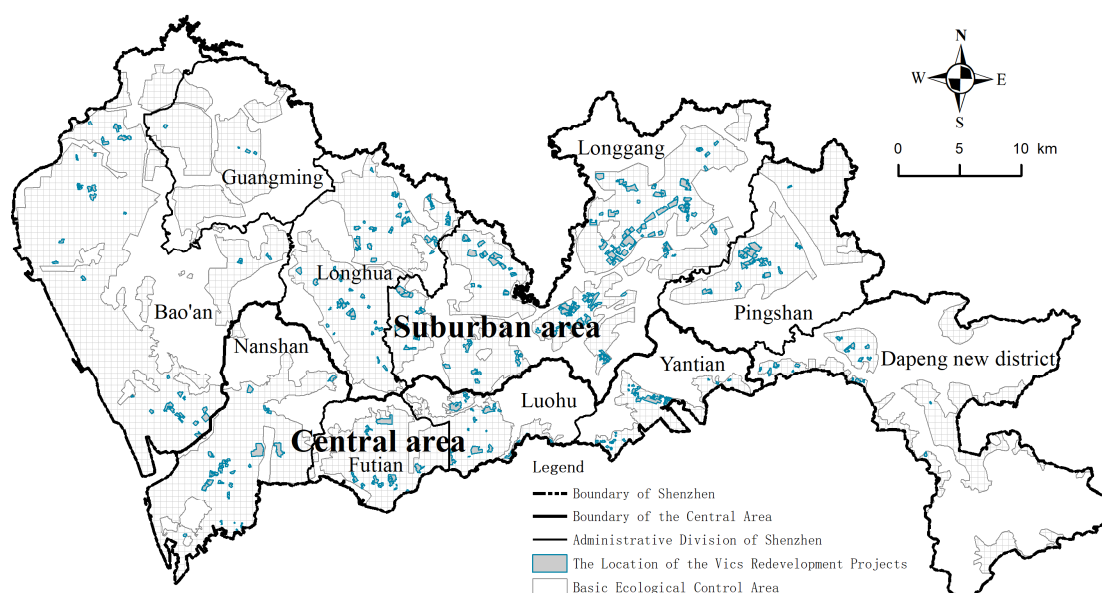 N
W
E
S
0 5 10 km
Longgang
Guangming
Longhua
Bao'an
Suburban area
Pingshan
Nanshan
Yantian
Dapeng new district
Luohu
Central area
Futian
Legend
Boundary of Shenzhen
Boundary of the Central Area
Administrative Division of Shenzhen
The Location of the Vics Redevelopment Projects
Basic Ecological Control Area